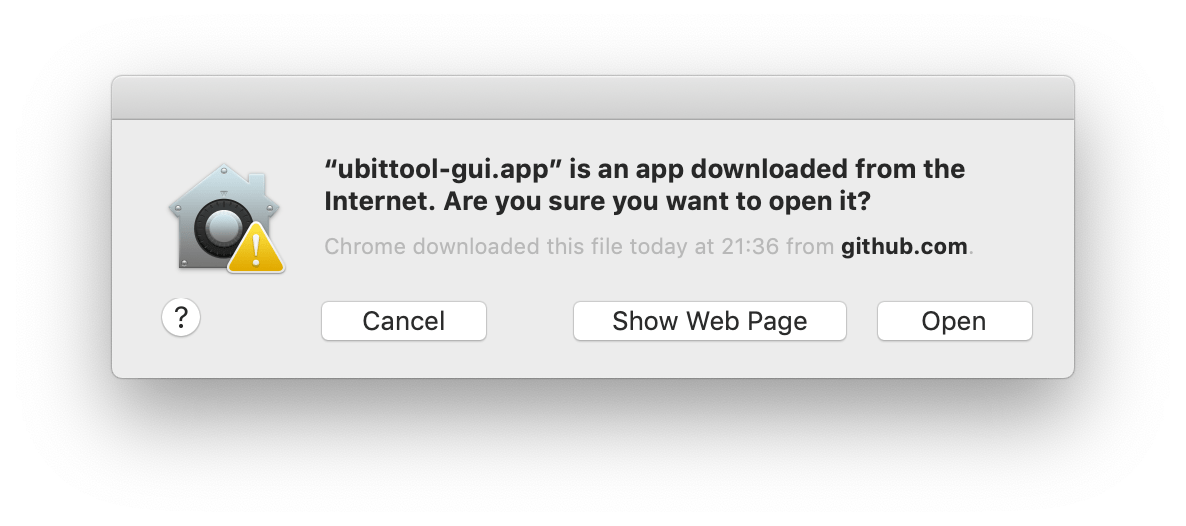 “ubittool-gui.app” is an app downloaded from the
Internet. Are you sure you want to open it?
Chrome downloaded this file today at 21:36 from github.com.
?
Cancel
Show Web Page
Open